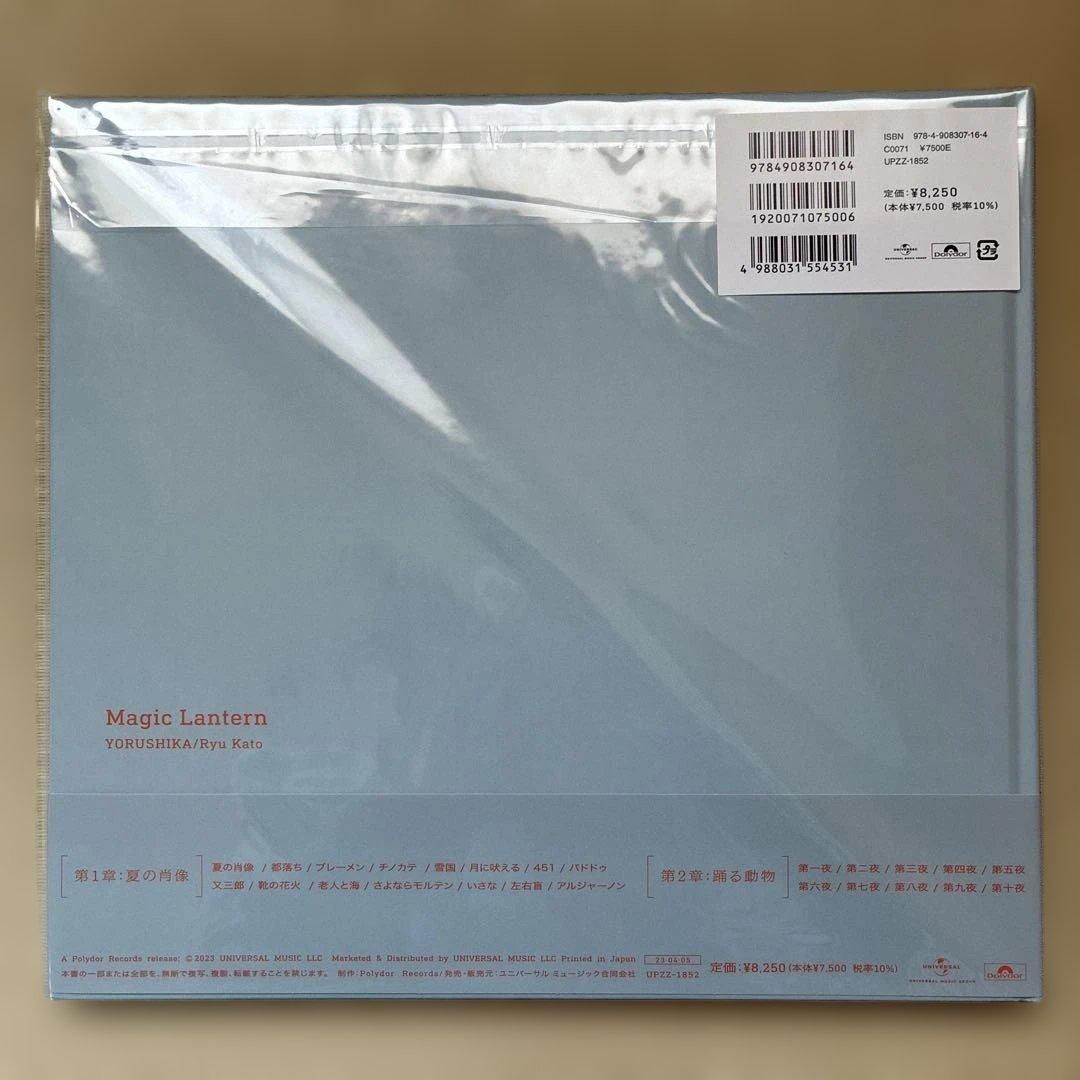 9784908307164
1920071075006
4 988031 554531
ISBN 978-4-908307-16-4
C0071 ¥7500E
UPZZ-1852
定価:¥8,250
(本体¥7,500 税率10%)
UNIVERSAL
UNIVERSAL MUSIC GROUP
Polydor
Magic Lantern
YORUSHIKA/Ryu Kato
第1章:夏の肖像
夏の肖像 / 都落ち / ブレーメン / チノカテ / 雪国 / 月に吠える / 451 / パドドゥ
又三郎 / 靴の花火 / 老人と海 / さよならモルテン / いさな / 左右盲 / アルジャーノン
第2章:踊る動物
第一夜 / 第二夜 / 第三夜 / 第四夜 / 第五夜
第六夜 / 第七夜 / 第八夜 / 第九夜 / 第十夜
A Polydor Records release; ©2023 UNIVERSAL MUSIC LLC Marketed & Distributed by UNIVERSAL MUSIC LLC Printed in Japan 23·04·05
本書の一部または全部を、無断で複写、複製、転載することを禁じます。 制作:Polydor Records/発売・販売元:ユニバーサル ミュージック合同会社 UPZZ-1852
定価:¥8,250(本体¥7,500 税率10%)
UNIVERSAL
UNIVERSAL MUSIC GROUP
Polydor